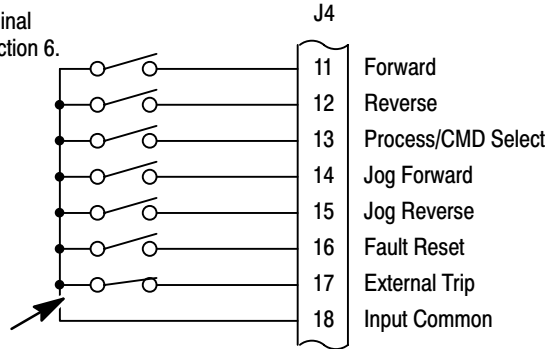 J4
inal
ction 6.
11 Forward
12 Reverse
13 Process/CMD Select
14 Jog Forward
15 Jog Reverse
16 Fault Reset
17 External Trip
18 Input Common